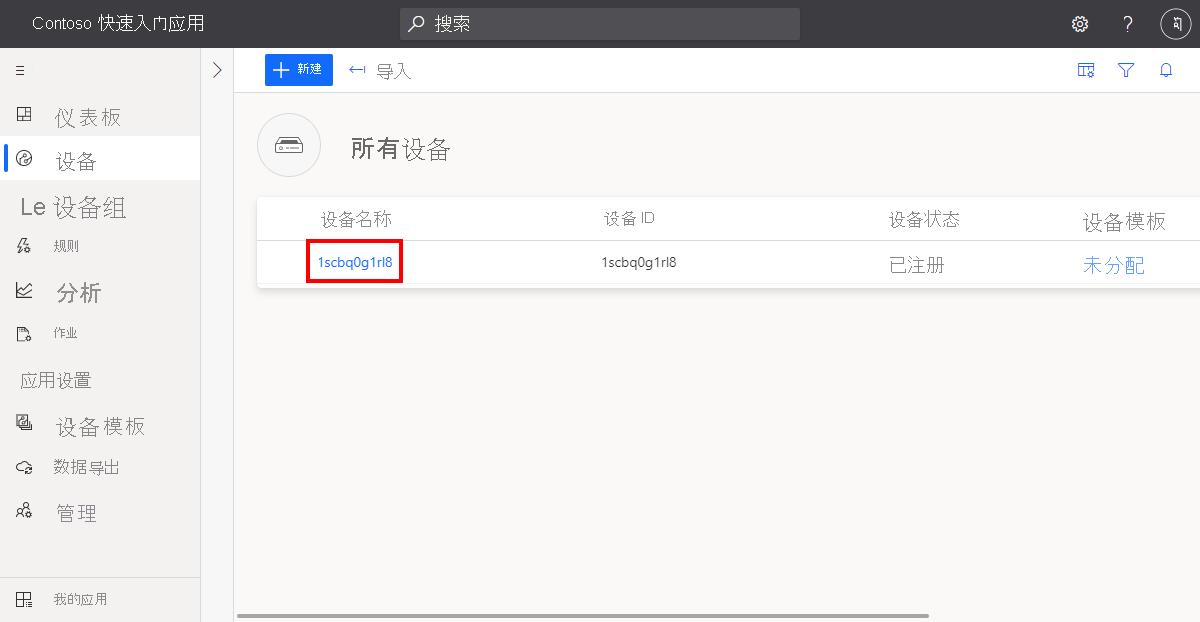 Contoso 快速入门应用
搜索
?
新建
导入
仪表板
设备
Le 设备组
规则
分析
作业
应用设置
设备模板
数据导出
管理
我的应用
所有设备
设备名称 设备 ID 设备状态 设备模板
1scbq0g1rl8 1scbq0g1rl8 已注册 未分配